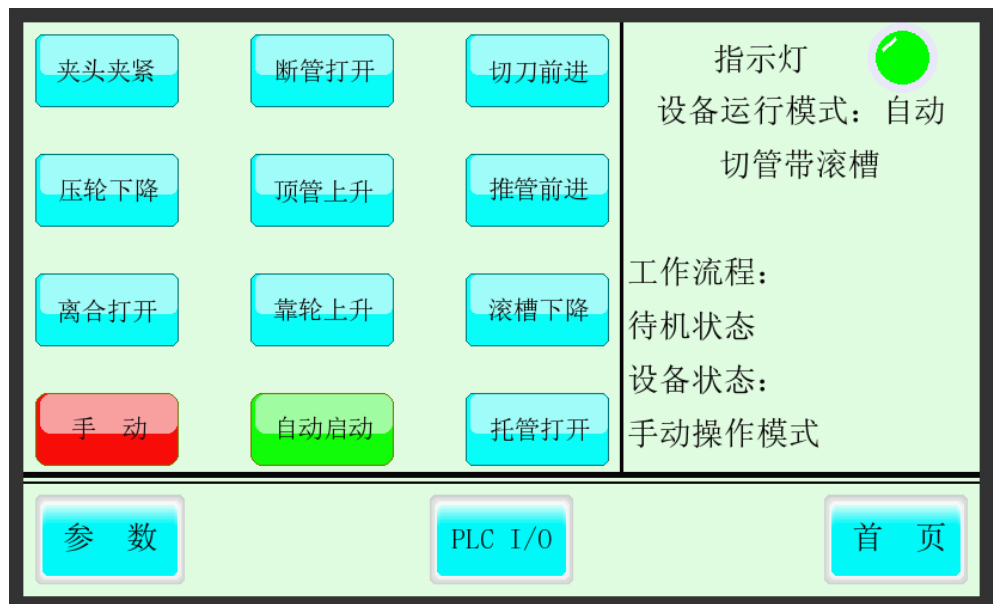 夹头夹紧
断管打开
切刀前进
压轮下降
顶管上升
推管前进
离合打开
靠轮上升
滚槽下降
手 动
自动启动
托管打开
指示灯
设备运行模式：自动
切管带滚槽
工作流程：
待机状态
设备状态：
手动操作模式
参 数
PLC I/O
首 页